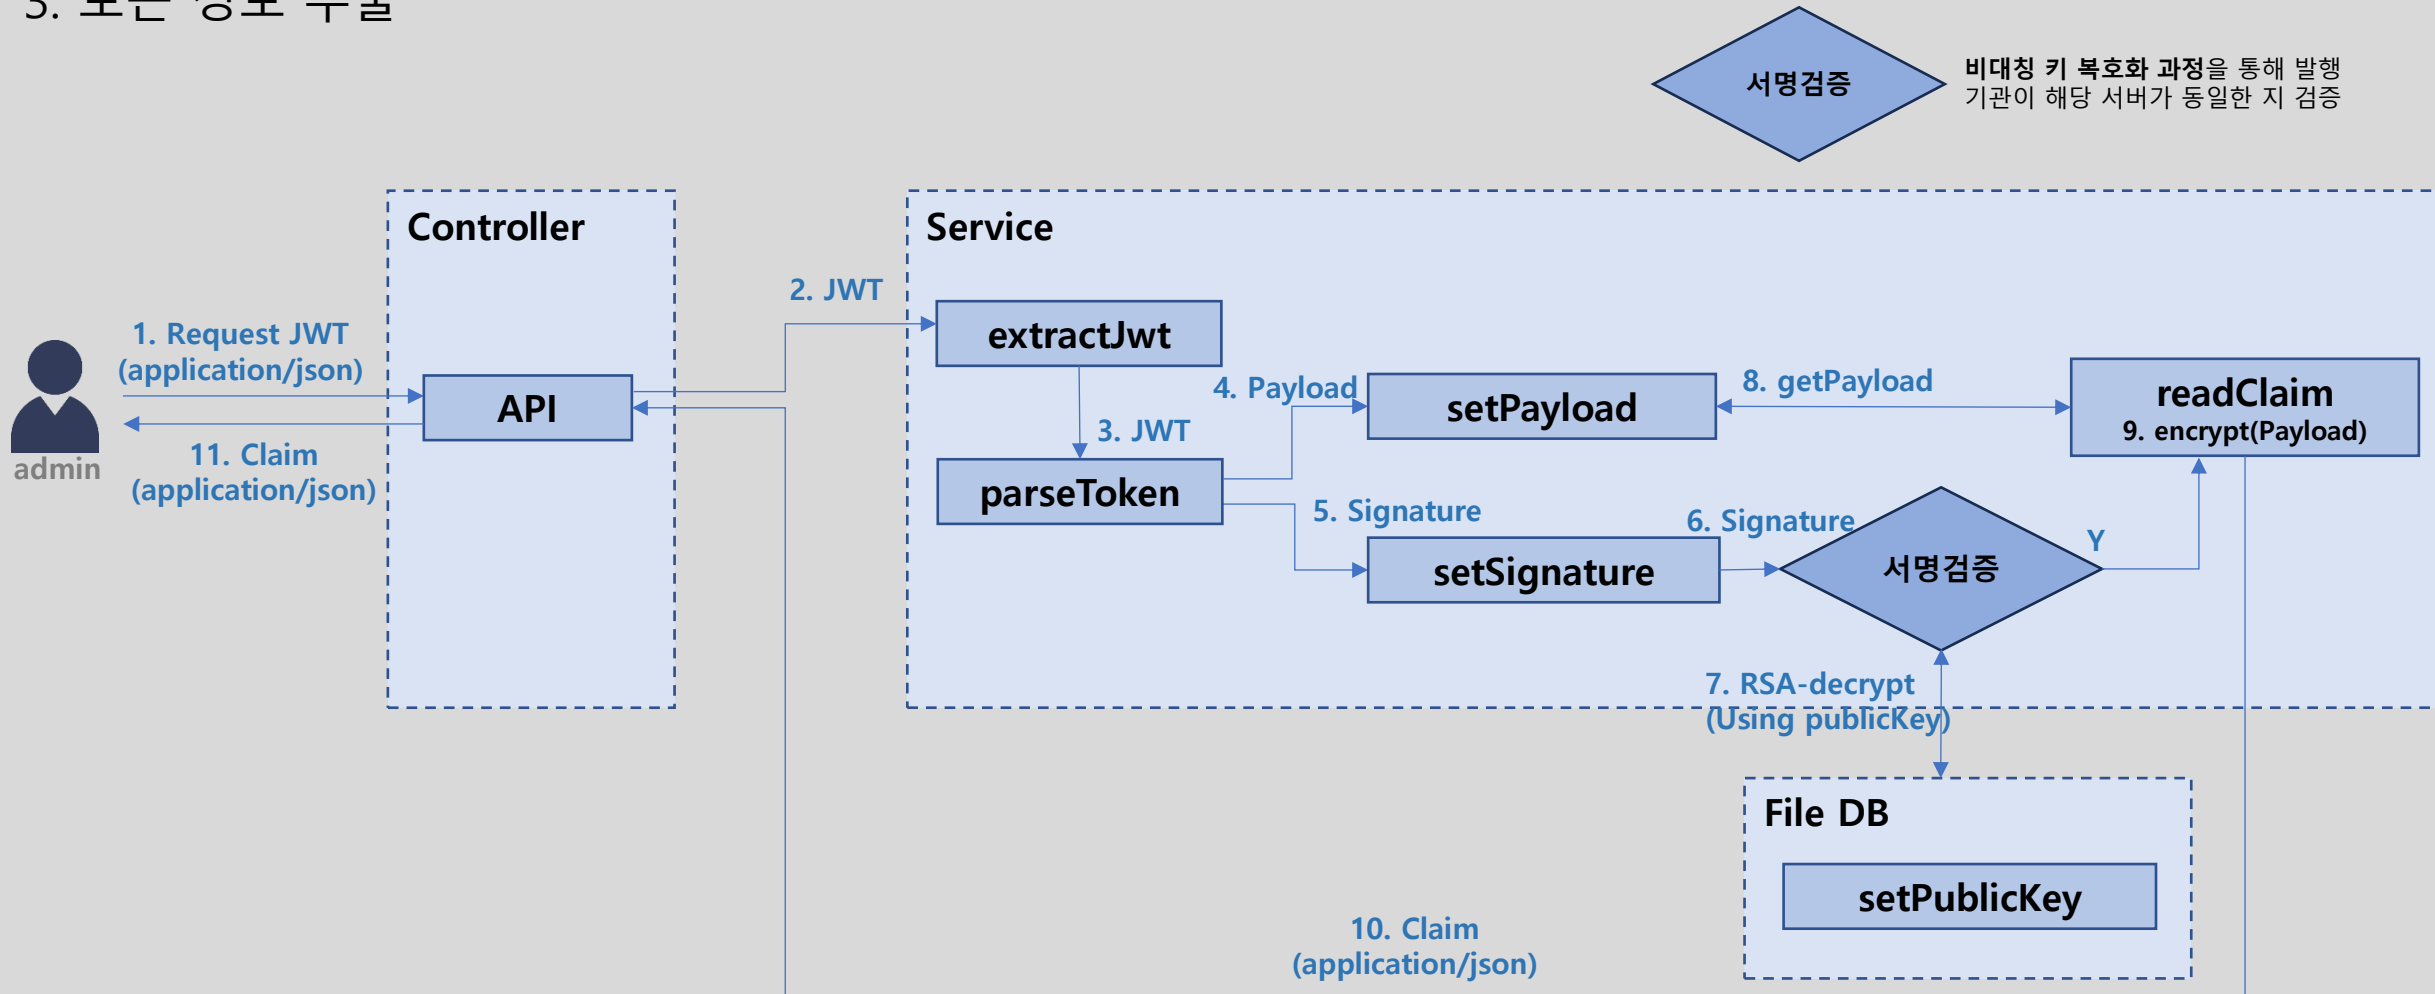 3.
서명검증
비대칭 키 복호화 과정을 통해 발행
기관이 해당 서버가 동일한 지 검증
Controller
Service
2. JWT
extractJwt
1. Request JWT
(application/json)
API
4. Payload
setPayload
8. getPayload
readClaim
9. encrypt(Payload)
3. JWT
11. Claim
(application/json)
admin
parseToken
5. Signature
6. Signature
setSignature
서명검증
Y
7. RSA-decrypt
(Using publicKey)
File DB
setPublicKey
10. Claim
(application/json)